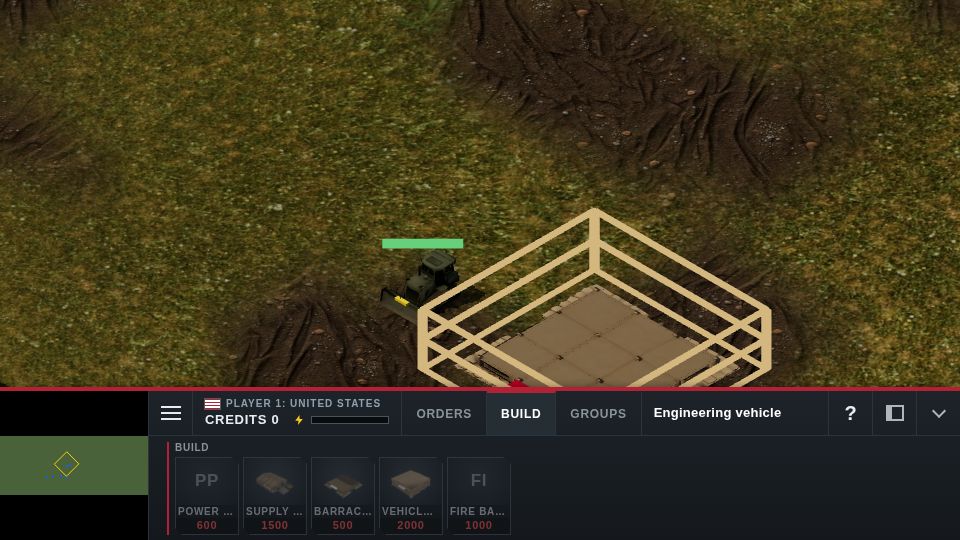 PLAYER 1: UNITED STATES
CREDITS 0
ORDERS
BUILD
GROUPS
Engineering vehicle
?
BUILD
PP
FI
POWER ...
SUPPLY ...
BARRAC...
VEHICL...
FIRE BA...
600
1500
500
2000
1000